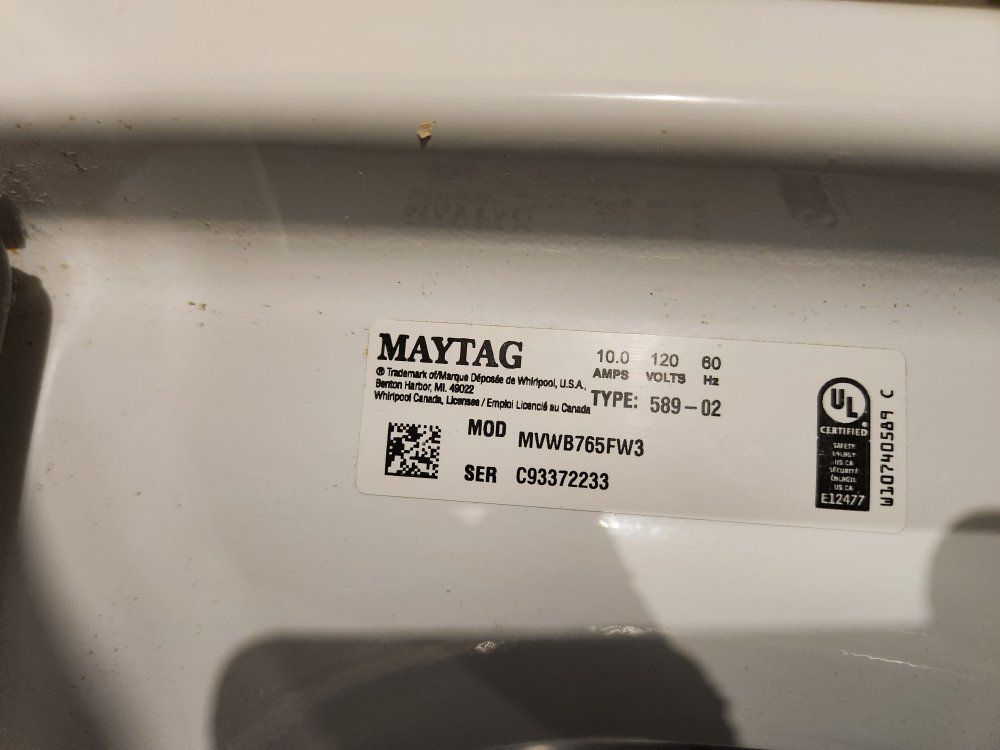 MAYTAG
® Trademark of/Marque Déposée de Whirlpool, U.S.A.,
Benton Harbor, MI. 49022
Whirlpool Canada, Licensee / Emploi Licencié au Canada
10.0 120 60
AMPS VOLTS Hz
TYPE: 589-02
MOD MVWB765FW3
SER C93372233
UL
®
CERTIFIED
SAFETY
ENERGY
US CA
SÉCURITÉ
ÉNERGIE
US CA
E12477
W10740589 C